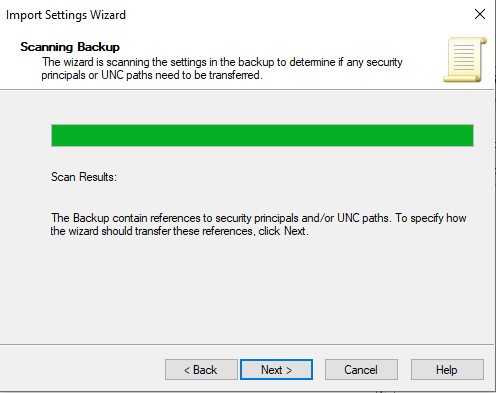 Import Settings Wizard
Scanning Backup
The wizard is scanning the settings in the backup to determine if any security
principals or UNC paths need to be transferred.
Scan Results:
The Backup contain references to security principals and/or UNC paths. To specify how
the wizard should transfer these references, click Next.
< Back
Next >
Cancel
Help